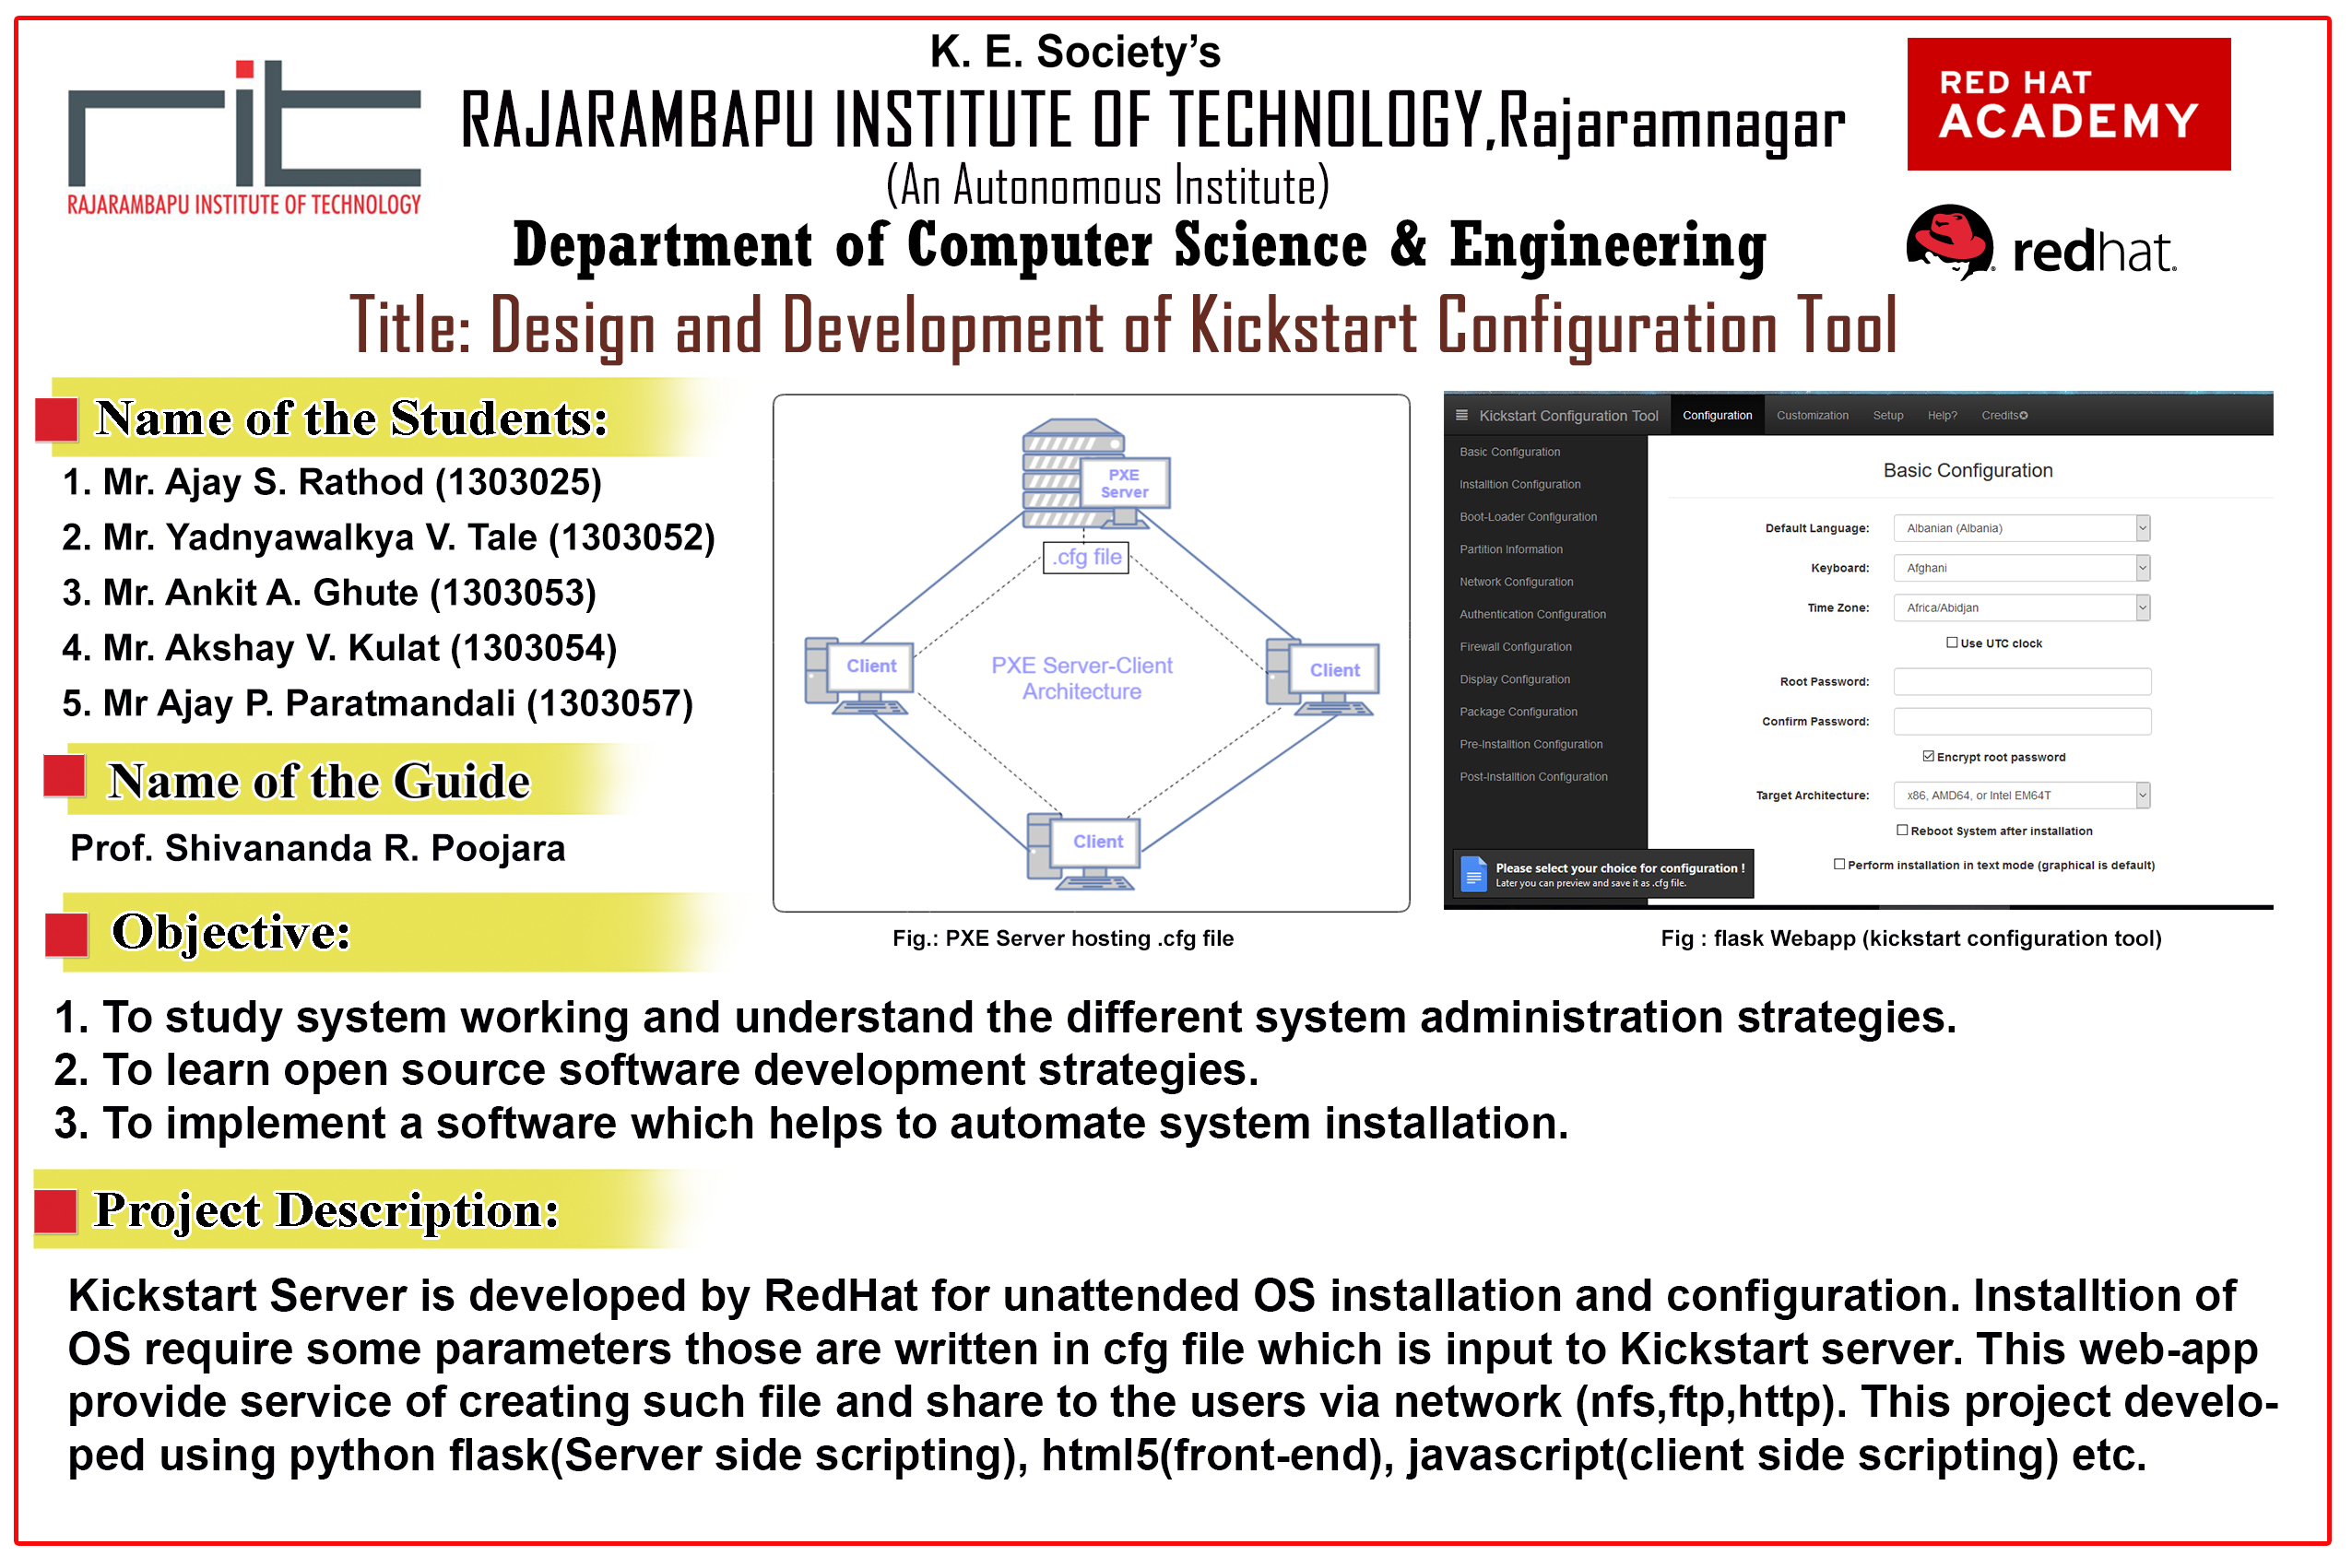 K. E. Society's
rit
RAJARAMBAPU INSTITUTE OF TECHNOLOGY
RAJARAMBAPU INSTITUTE OF TECHNOLOGY,Rajaramnagar
(An Autonomous Institute)
Department of Computer Science & Engineering
RED HAT
ACADEMY
redhat.
Title: Design and Development of Kickstart Configuration Tool
Name of the Students:
1. Mr. Ajay S. Rathod (1303025)
2. Mr. Yadnyawalkya V. Tale (1303052)
3. Mr. Ankit A. Ghute (1303053)
4. Mr. Akshay V. Kulat (1303054)
5. Mr Ajay P. Paratmandali (1303057)
Name of the Guide
Prof. Shivananda R. Poojara
PXE
Server
.cfg file
Client
PXE Server-Client
Architecture
Client
Client
Fig.: PXE Server hosting .cfg file
Kickstart Configuration Tool Configuration Customization Setup Help? Credits✪
Basic Configuration
Installtion Configuration
Boot-Loader Configuration
Partition Information
Network Configuration
Authentication Configuration
Firewall Configuration
Display Configuration
Package Configuration
Pre-Installtion Configuration
Post-Installtion Configuration
Basic Configuration
Default Language: Albanian (Albania)
Keyboard: Afghani
Time Zone: Africa/Abidjan
Use UTC clock
Root Password:
Confirm Password:
Encrypt root password
Target Architecture: x86, AMD64, or Intel EM64T
Reboot System after installation
Perform installation in text mode (graphical is default)
Please select your choice for configuration !
Later you can preview and save it as .cfg file.
Fig : flask Webapp (kickstart configuration tool)
Objective:
1. To study system working and understand the different system administration strategies.
2. To learn open source software development strategies.
3. To implement a software which helps to automate system installation.
Project Description:
Kickstart Server is developed by RedHat for unattended OS installation and configuration. Installtion of
OS require some parameters those are written in cfg file which is input to Kickstart server. This web-app
provide service of creating such file and share to the users via network (nfs,ftp,http). This project develo-
ped using python flask(Server side scripting), html5(front-end), javascript(client side scripting) etc.